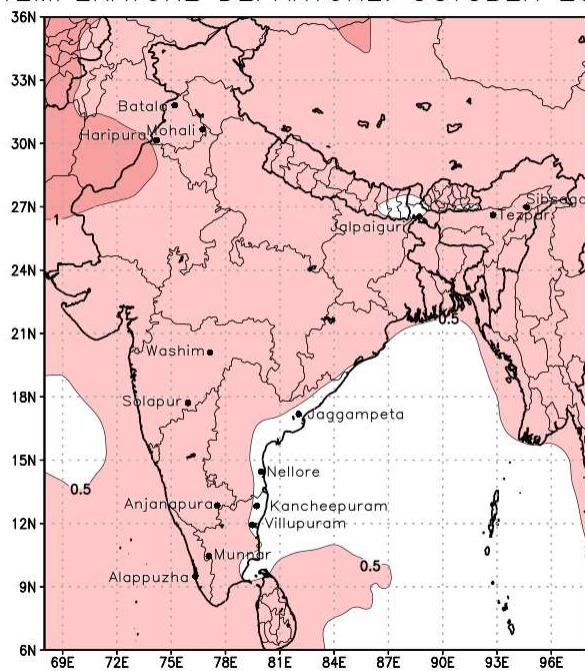 36N
33N
Batala
30N
Haripura
Mohali
27N
1
Tezpur
Jalpaiguri
24N
21N
0.5
Washim
18N
Solapur
Jaggampeta
15N
Nellore
0.5
Anjanapura
Kancheepuram
12N
Villupuram
Munnar
0.5
Alappuzha
9N
6N
69E 72E 75E 78E 81E 84E 87E 90E 93E 96E